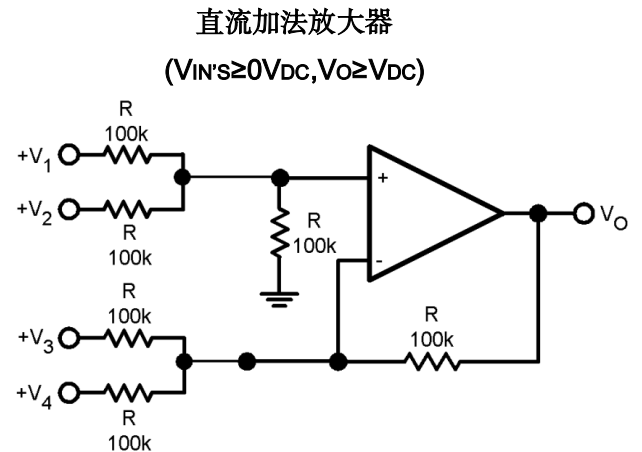 直流加法放大器
(VIN'S≥0VDC,VO≥VDC)
R
100k
+V1
+V2
R
100k
+
-
R
100k
VO
R
100k
+V3
+V4
R
100k
R
100k